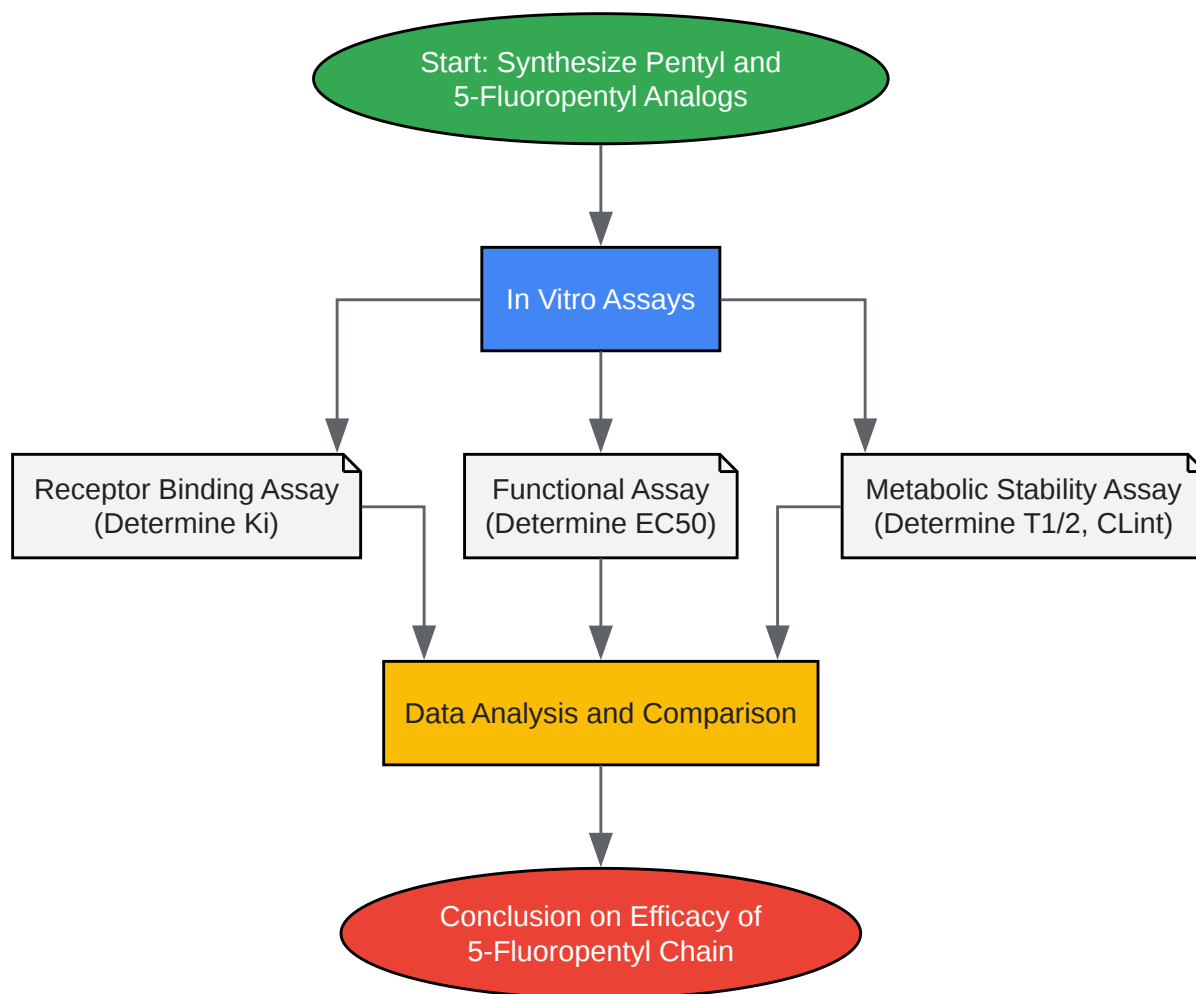 Start: Synthesize Pentyl and
5-Fluoropentyl Analogs
In Vitro Assays
Receptor Binding Assay
(Determine Ki)
Functional Assay
(Determine EC50)
Metabolic Stability Assay
(Determine T1/2, CLint)
Data Analysis and Comparison
Conclusion on Efficacy of
5-Fluoropentyl Chain